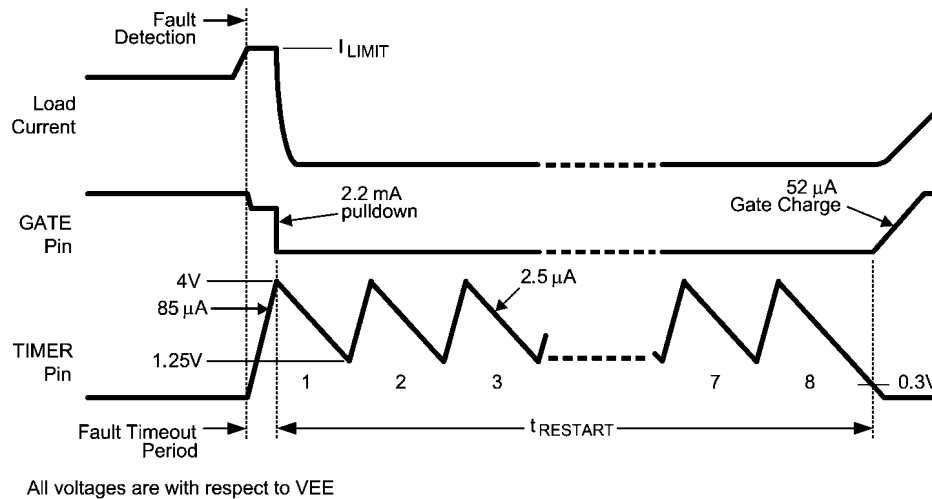 Fault
Detection
I LIMIT
Load
Current
2.2 mA
pulldown
52 μA
Gate Charge
GATE
Pin
4V
2.5 μA
85 μA
TIMER
Pin
1.25V
1
2
3
7
8
0.3V
Fault Timeout
Period
tRESTART
All voltages are with respect to VEE